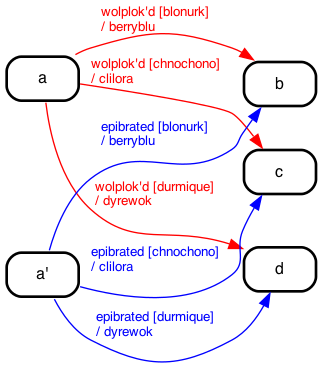 wolplok'd [blonurk]
/ berryblu
a
wolplok'd [chnochono]
/ clilora
b
epibrated [blonurk]
/ berryblu
c
wolplok'd [durmique]
/ dyrewok
epibrated [chnochono]
/ clilora
a'
d
epibrated [durmique]
/ dyrewok